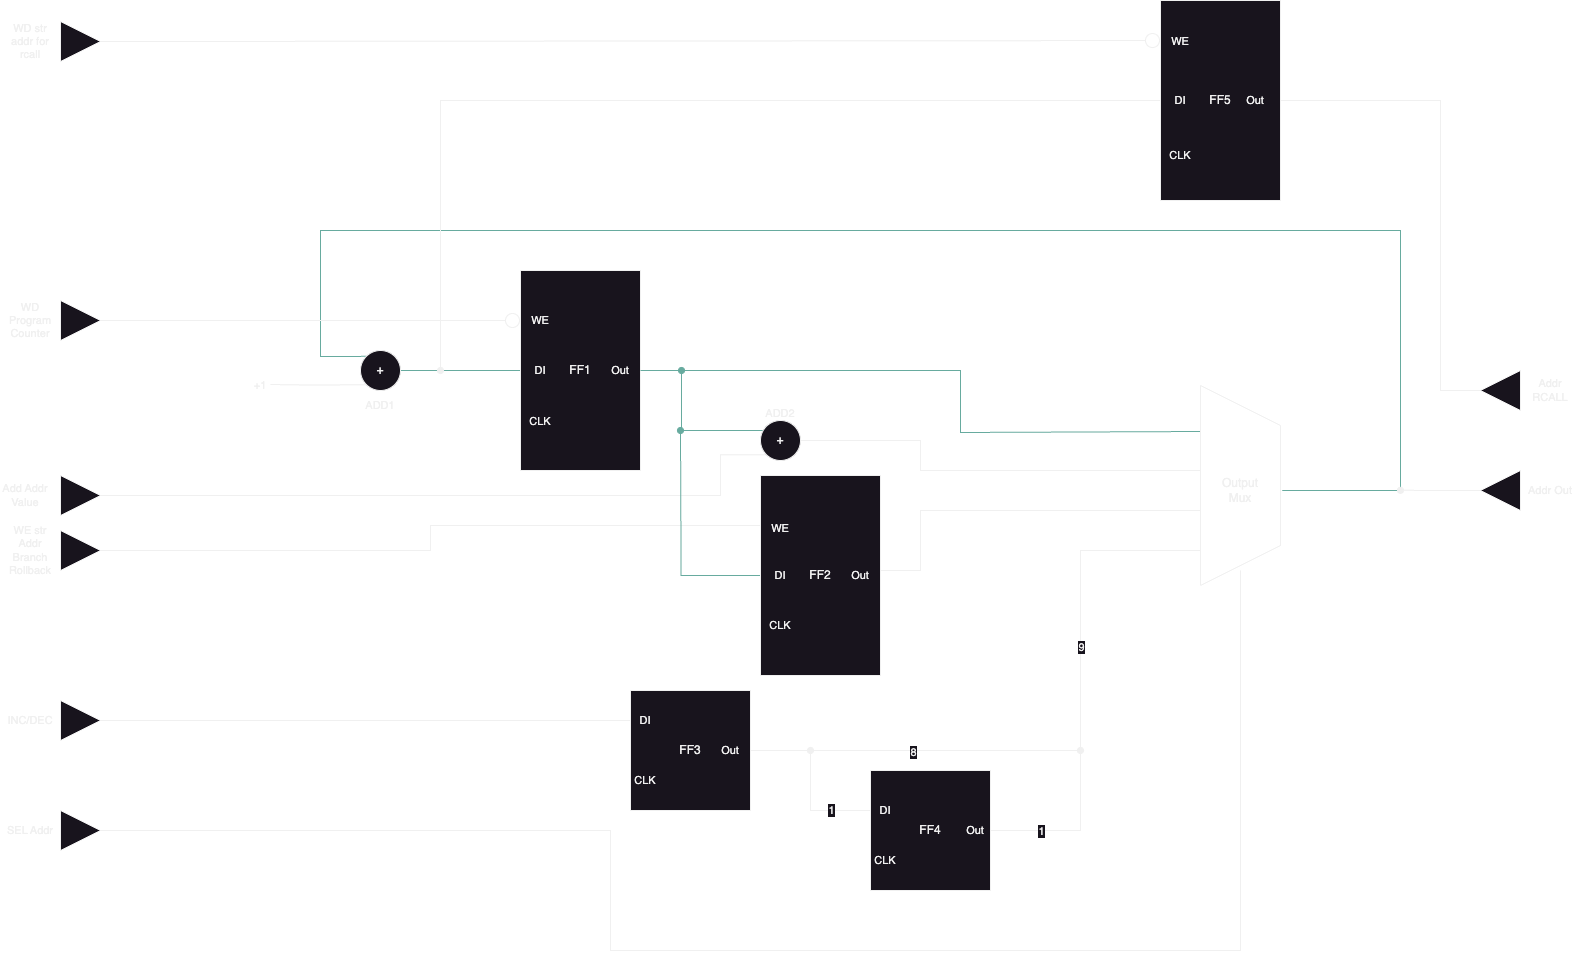 WD str
addr for
rcall
WE
DI
FF5
Out
CLK
WD
Program
Counter
WE
DI
FF1
Out
CLK
+
+1
ADD1
ADD2
+
Addr
RCALL
Add Addr
Value
WE str
Addr
Branch
Rollback
WE
DI
FF2
Out
CLK
Output
Mux
Addr Out
9
INC/DEC
DI
FF3
Out
CLK
8
1
DI
FF4
Out
CLK
1
SEL Addr